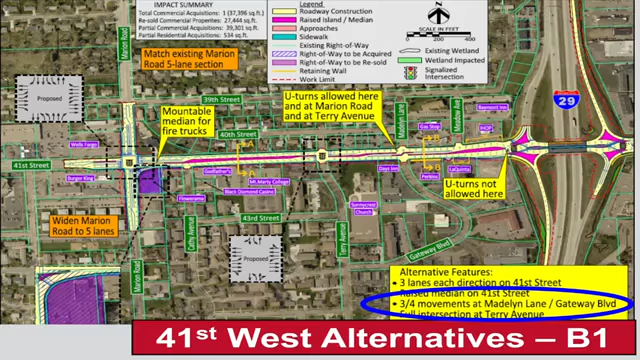 IMPACT SUMMARY
Total Commercial Acquisitions: 1 (37,396 sq.ft.)
Re-sold Commercial Properties: 27,444 sq.ft.
Partial Commercial Acquisitions: 39,301 sq.ft.
Partial Residential Acquisitions: 534 sq.ft.
Legend
Roadway Construction
Raised Island / Median
Approaches
Sidewalk
Existing Right-of-Way
Right-of-Way to be Acquired
Right-of-Way to be Re-sold
Retaining Wall
Work Limit
SCALE IN FEET
0 200 400
Existing Wetland
Wetland Impacted
Signalized
Intersection
Marion Road
Match existing Marion
Road 5-lane section
Proposed
Mountable
median for
fire trucks
39th Street
40th Street
U-turns allowed here
and at Marion Road
and at Terry Avenue
Madelyn Lane
Meadow Ave
Gas Stop
Baymont Inn
IHOP
29
Wells Fargo
41st Street
Burger King
Godfather's
Mt. Marty College
Black Diamond Casino
Days Inn
Perkins
LaQuinta
U-turns not
allowed here
Flowerama
Cathy Avenue
43rd Street
Terry Avenue
Sunnycrest
Church
Gateway Blvd
Widen Marion
Road to 5 lanes
Marion Road
Proposed
Alternative Features:
• 3 lanes each direction on 41st Street
Raised median on 41st Street
• 3/4 movements at Madelyn Lane / Gateway Blvd
Full intersection at Terry Avenue
41st West Alternatives – B1